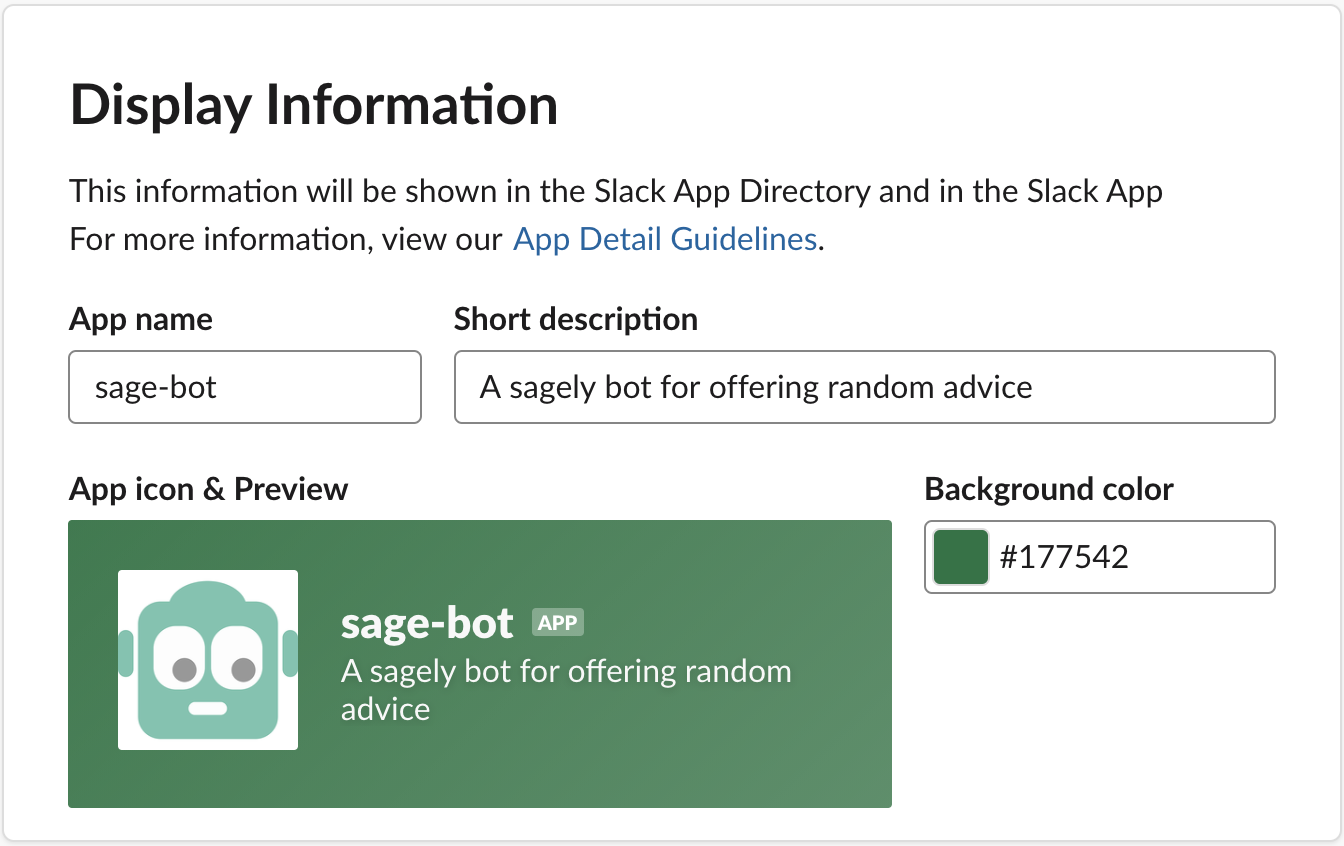 Display Information
This information will be shown in the Slack App Directory and in the Slack App
For more information, view our App Detail Guidelines.
App name
Short description
sage-bot
A sagely bot for offering random advice
App icon & Preview
Background color
#177542
sage-bot APP
A sagely bot for offering random
advice